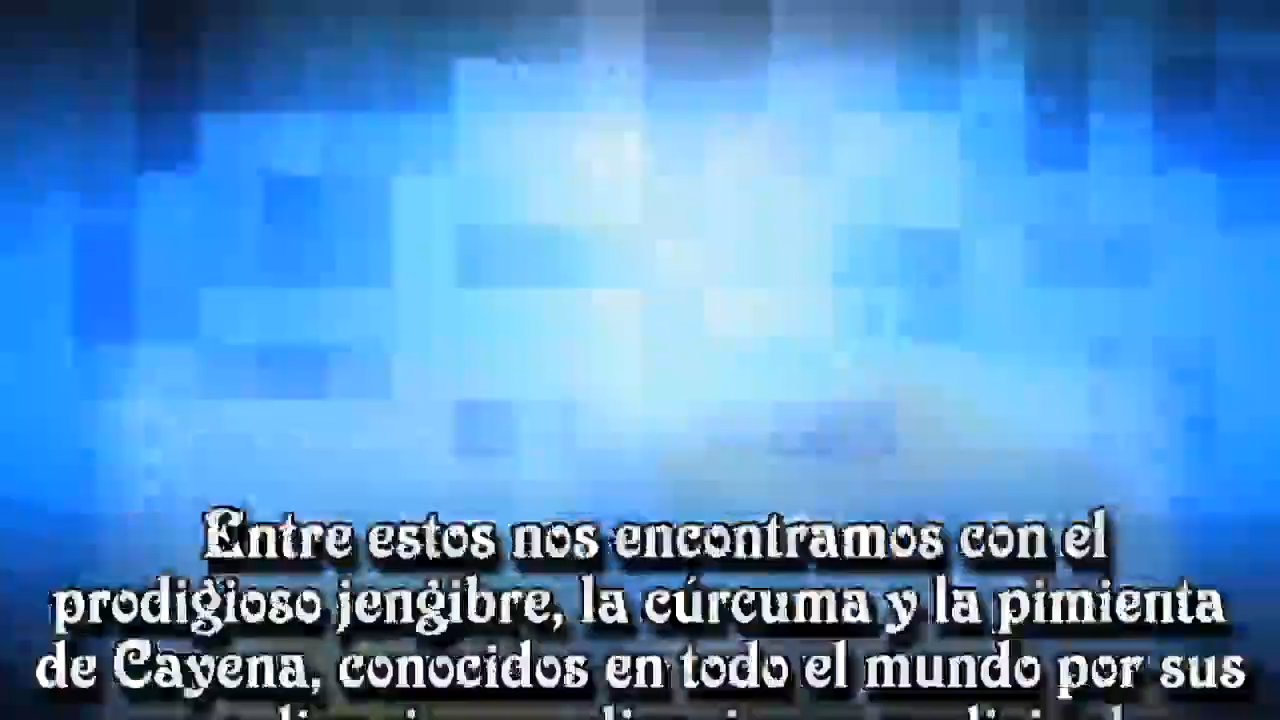 Entre estos nos encontramos con el
prodigioso jengibre, la cúrcuma y la pimienta
de Cayena, conocidos en todo el mundo por sus